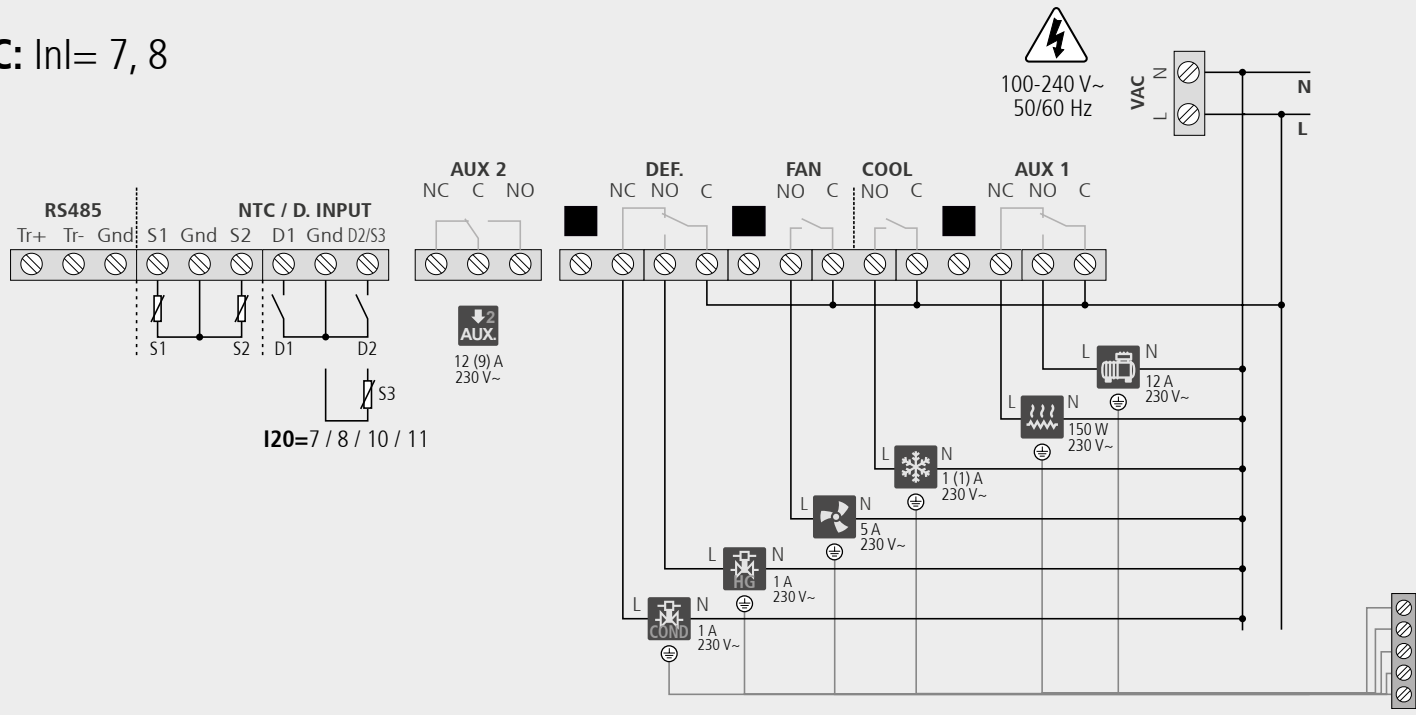 C: InI= 7, 8
100-240 V~
50/60 Hz
VAC
N
L
N
L
RS485
NTC / D. INPUT
AUX 2
DEF.
FAN
COOL
AUX 1
Tr+ Tr- Gnd S1 Gnd S2 D1 Gnd D2/S3
NC C NO
NC NO C
NO C
NO C
NC NO C
S1 S2 D1 D2
S3
I20=7 / 8 / 10 / 11
2
AUX.
12 (9) A
230 V~
L N
12 A
230 V~
L N
150 W
230 V~
L N
1 (1) A
230 V~
L N
5 A
230 V~
L N
HG
1 A
230 V~
L N
COND
1 A
230 V~